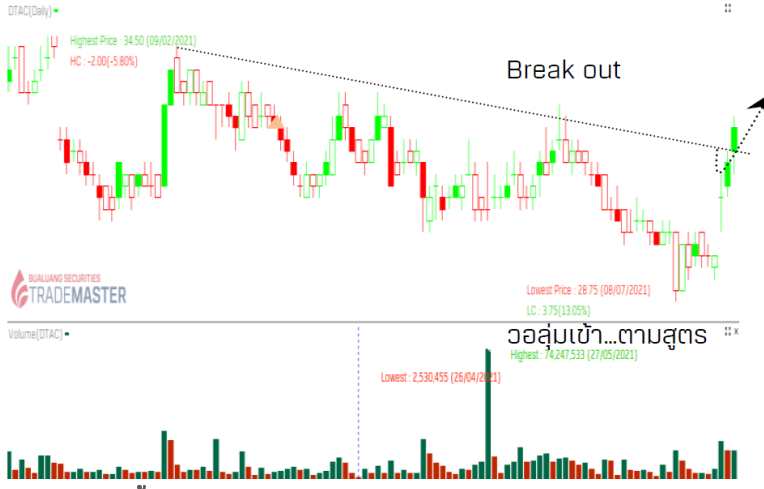 DTAC(Daily)
Highest Price : 34.50 (09/02/2021)
HC : -2.00(-5.80%)
Break out
BUALUANG SECURITIES
TRADEMASTER
Lowest Price : 28.75 (08/07/2021)
LC : 3.75(13.05%)
Volume(DTAC)
วอลุ่มเข้า...ตามสูตร
Highest : 74,247,533 (27/05/2021)
Lowest : 2,530,455 (26/04/2021)